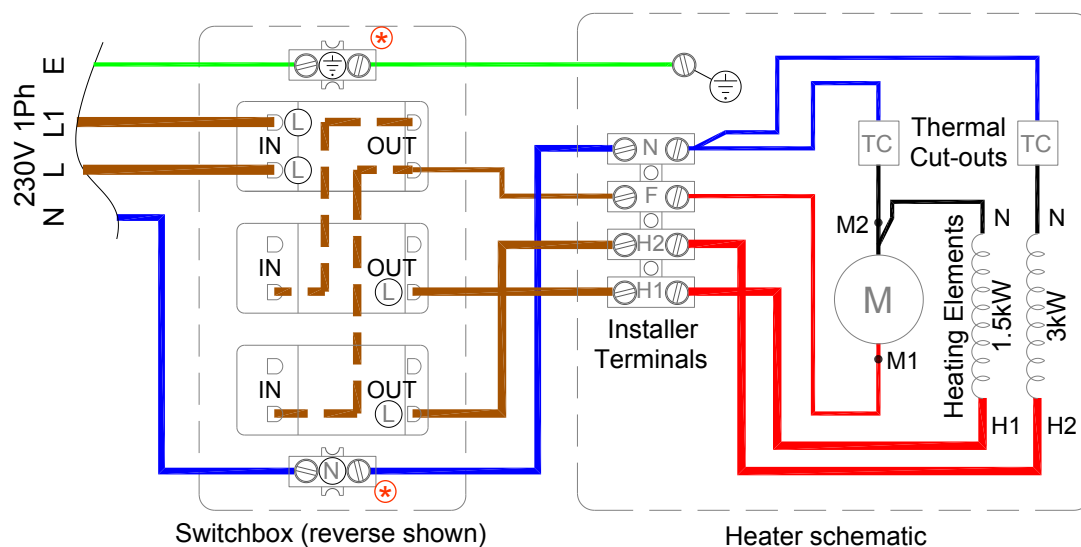 230V 1Ph
E
L1
L
N
*
L
L
IN
OUT
IN
OUT
L
IN
OUT
L
N
*
Switchbox (reverse shown)
N
F
H2
H1
Installer
Terminals
TC
Thermal
Cut-outs
TC
M2
N
N
M
M1
Heating Elements
1.5kW
3kW
H1
H2
Heater schematic